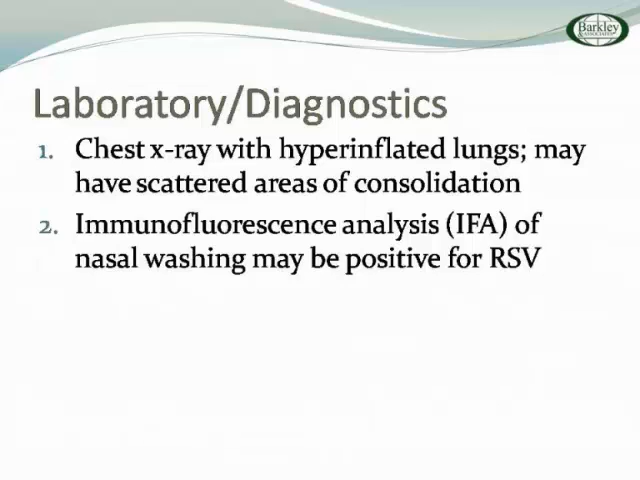 Barkley
& ASSOCIATES
Laboratory/Diagnostics
1. Chest x-ray with hyperinflated lungs; may
have scattered areas of consolidation
2. Immunofluorescence analysis (IFA) of
nasal washing may be positive for RSV